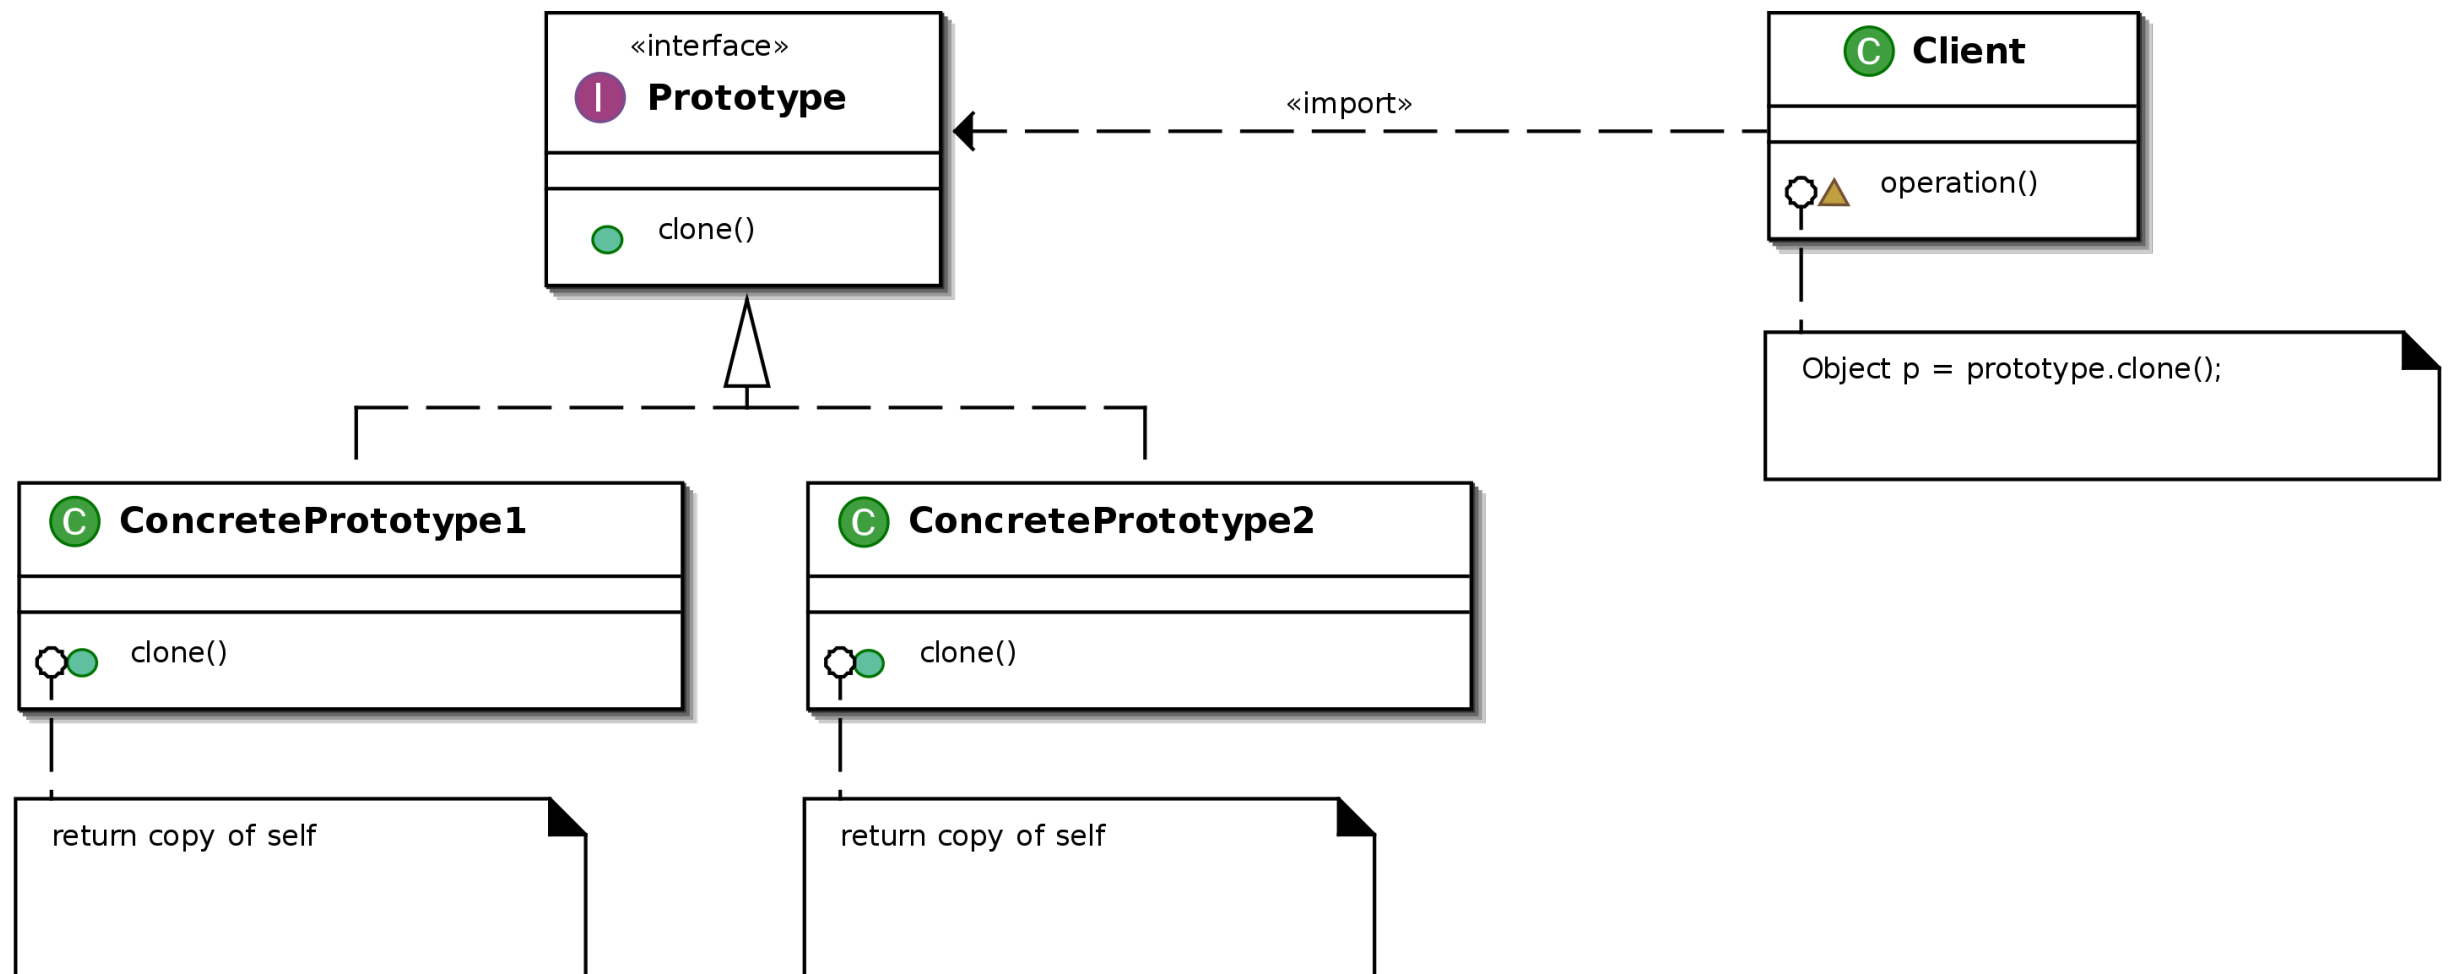 «interface»
I Prototype
clone()
«import»
C Client
operation()
Object p = prototype.clone();
C ConcretePrototype1
clone()
return copy of self
C ConcretePrototype2
clone()
return copy of self